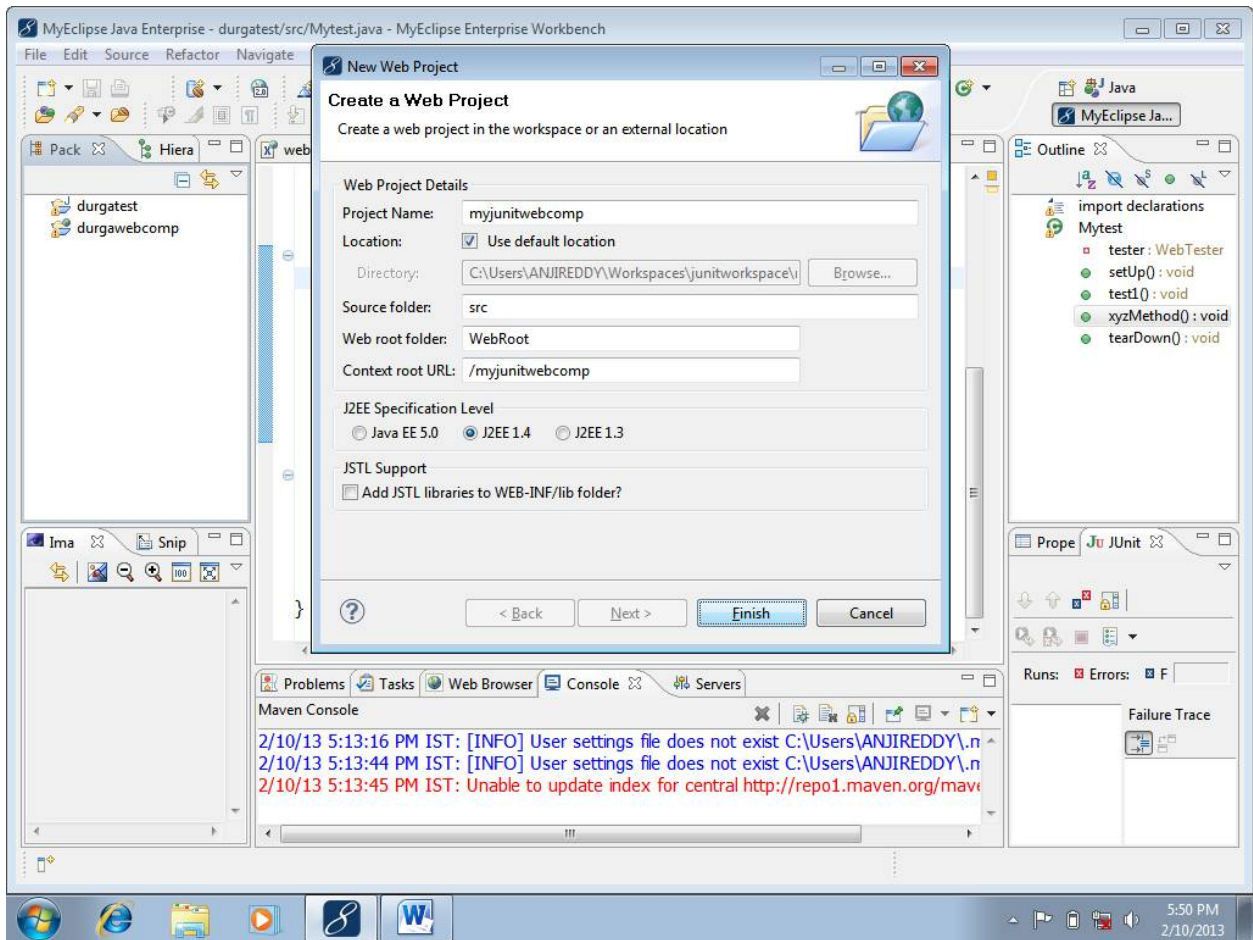 MyEclipse Java Enterprise - durgatest/src/Mytest.java - MyEclipse Enterprise Workbench
File Edit Source Refactor Navigate
New Web Project
Create a Web Project
Create a web project in the workspace or an external location
Java
MyEclipse Ja...
Pack
Hiera
web
Outline
durgatest
durgawebcomp
Web Project Details
Project Name: myjunitwebcomp
Location: Use default location
Directory: C:\Users\ANJIREDDY\Workspaces\junitworkspace\ Browse...
Source folder: src
Web root folder: WebRoot
Context root URL: /myjunitwebcomp
J2EE Specification Level
Java EE 5.0 J2EE 1.4 J2EE 1.3
JSTL Support
Add JSTL libraries to WEB-INF/lib folder?
< Back Next > Finish Cancel
import declarations
Mytest
tester : WebTester
setUp() : void
test1() : void
xyzMethod() : void
tearDown() : void
Ima
Snip
100
}
Prope
JU JUnit
Runs: Errors: F
Failure Trace
Problems Tasks Web Browser Console Servers
Maven Console
2/10/13 5:13:16 PM IST: [INFO] User settings file does not exist C:\Users\ANJIREDDY\.m
2/10/13 5:13:44 PM IST: [INFO] User settings file does not exist C:\Users\ANJIREDDY\.m
2/10/13 5:13:45 PM IST: Unable to update index for central http://repo1.maven.org/mave
5:50 PM
2/10/2013